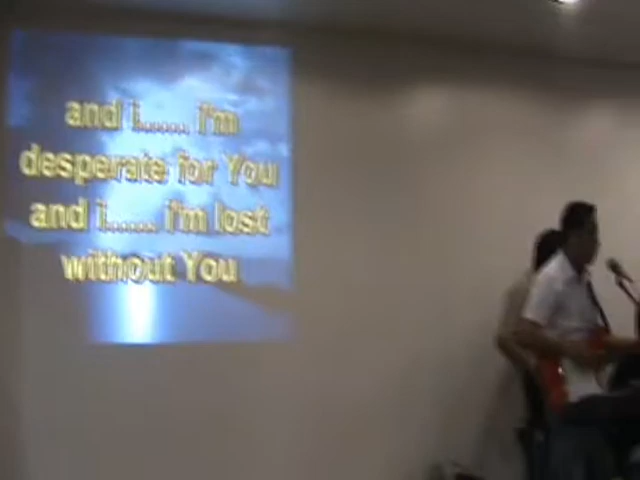 and i...... i'm
desperate for You
and i...... i'm lost
without You